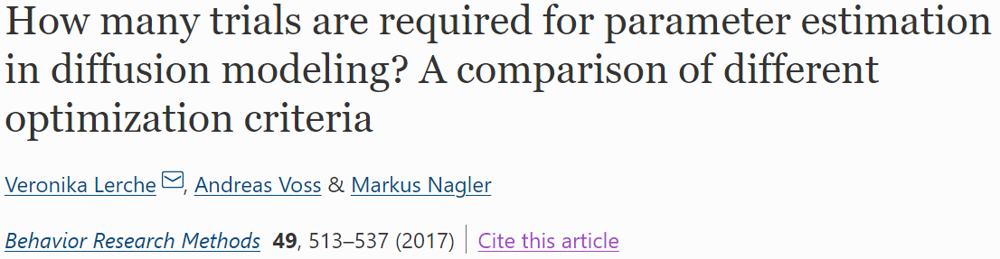 How many trials are required for parameter estimation
in diffusion modeling? A comparison of different
optimization criteria
Veronika Lerche, Andreas Voss & Markus Nagler
Behavior Research Methods 49, 513–537 (2017) Cite this article